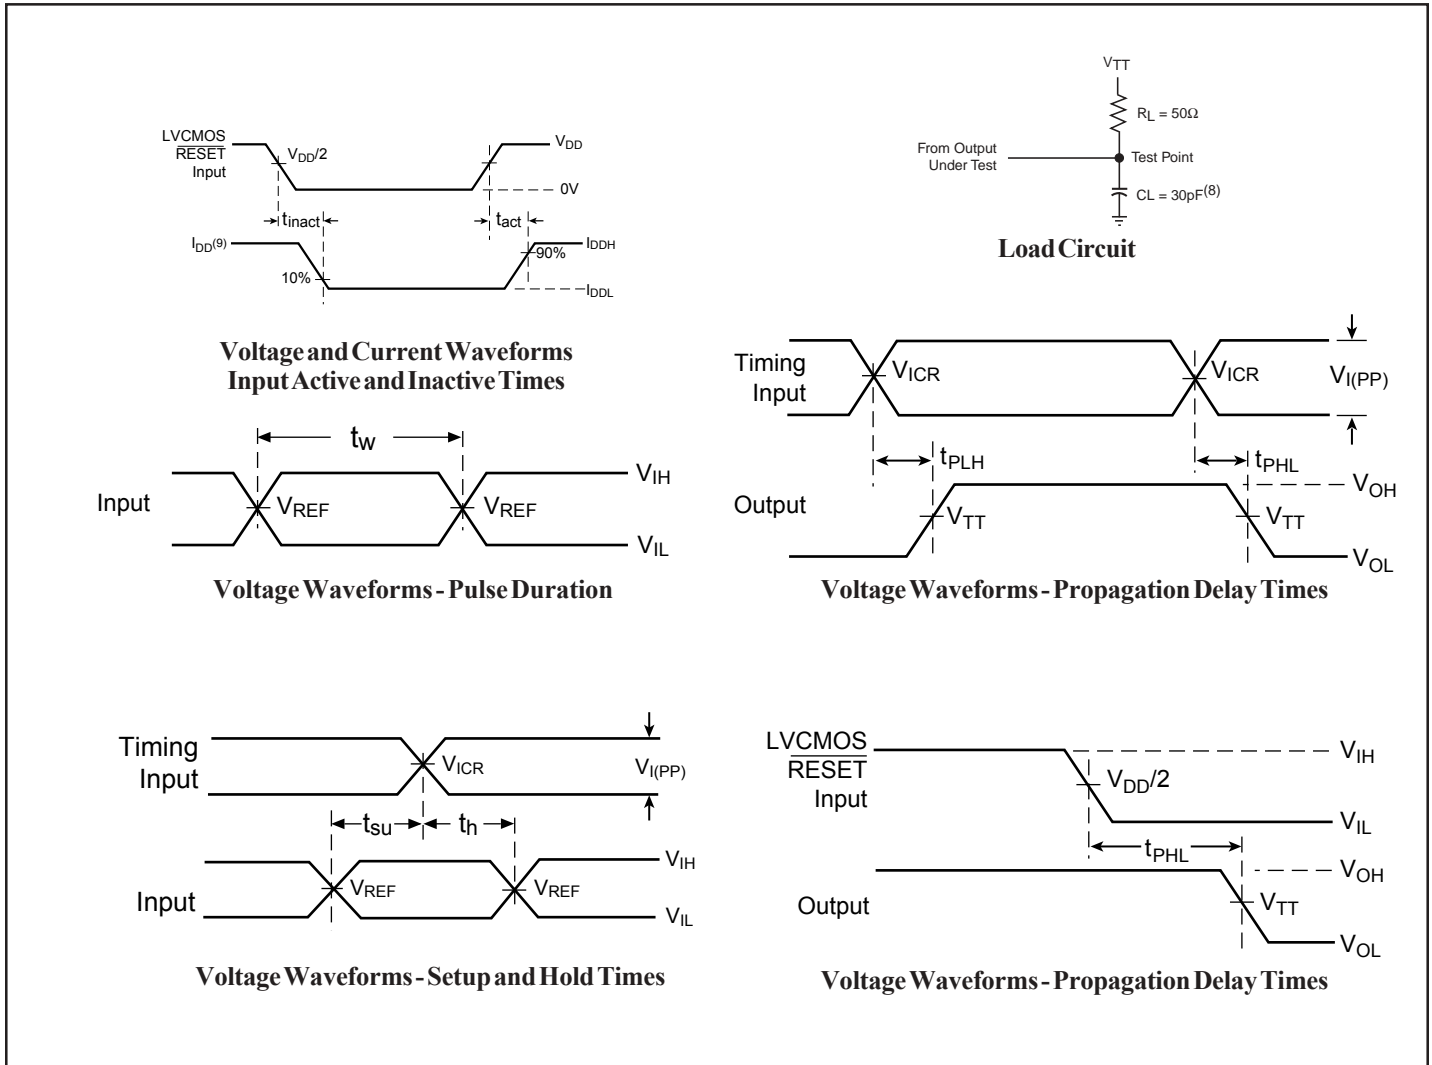 LVCMOS
RESET
Input
VDD/2
VDD
0V
tinact
tact
IDD(9)
IDDH
90%
10%
IDDL
Voltage and Current Waveforms
Input Active and Inactive Times
VTT
RL = 50Ω
From Output
Under Test
Test Point
CL = 30pF(8)
Load Circuit
tW
VIH
Input
VREF
VREF
VIL
Voltage Waveforms - Pulse Duration
Timing
Input
VICR
VICR
VI(PP)
tPLH
tPHL
VOH
Output
VTT
VTT
VOL
Voltage Waveforms - Propagation Delay Times
Timing
Input
VICR
VI(PP)
tsu
th
VIH
Input
VREF
VREF
VIL
Voltage Waveforms - Setup and Hold Times
LVCMOS
RESET
Input
VIH
VDD/2
VIL
tPHL
VOH
Output
VTT
VOL
Voltage Waveforms - Propagation Delay Times